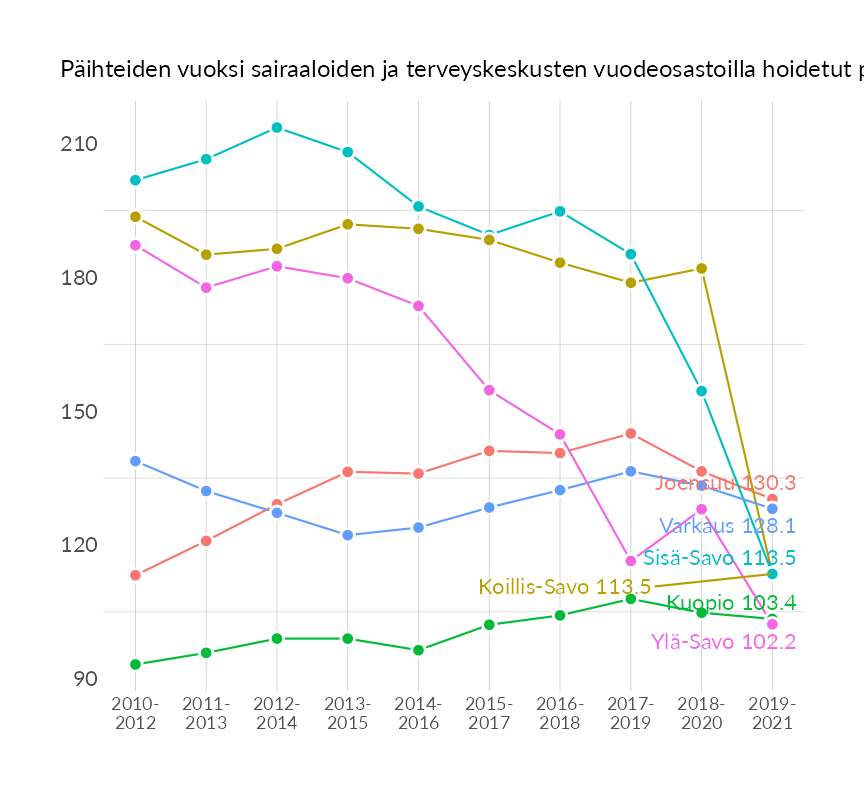 Päihteiden vuoksi sairaaloiden ja terveyskeskusten vuodeosastoilla hoidetut
210
180
150
120
90
Joensuu 130.3
Varkaus 128.1
Sisä-Savo 113.5
Koillis-Savo 113.5
Kuopio 103.4
Ylä-Savo 102.2
2010- 2011- 2012- 2013- 2014- 2015- 2016- 2017- 2018- 2019-
2012 2013 2014 2015 2016 2017 2018 2019 2020 2021